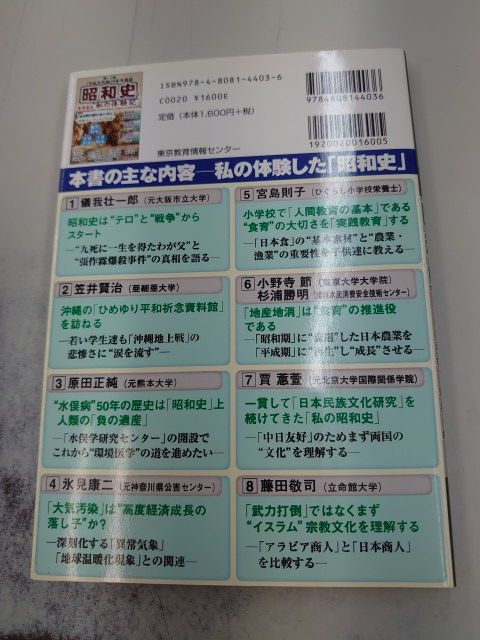 昭和史
私の体験記
ISBN978-4-8081-4403-6
C0020 ¥1600E
定価（本体1,600円＋税）
東京教育情報センター
9784808144036
1920020016005
本書の主な内容―私の体験した「昭和史」
1 儀我壮一郎（元大阪市立大学）
昭和史は“テロ”と“戦争”から
スタート
―“九死に一生を得たわが父”と
“張作霖爆殺事件”の真相を語る―
2 笠井賢治（亜細亜大学）
沖縄の「ひめゆり平和祈念資料館」
を訪ねる
―若い学生達も「沖縄地上戦」の
悲惨さに“涙を流す”―
3 原田正純（元熊本大学）
“水俣病”50年の歴史は「昭和史」上
人類の「負の遺産」
―「水俣学研究センター」の開設で
これから“環境医学”の道を進めたい―
4 氷見康二（元神奈川県公害センター）
「大気汚染」は“高度経済成長の
落し子”か?
―深刻化する「異常気象」
「地球温暖化現象」との関連―
5 宮島則子（ひぐらし小学校栄養士）
小学校で「人間教育の基本」である
“食育”の大切さを「実践教育」する
―「日本食」の“基本素材”と“農業・
漁業”の重要性を子供達に教える―
6 小野寺 節（東京大学大学院）
杉浦勝明（農林水産消費安全技術センター）
「地産地消」は“食育”の推進役
である
―「昭和期」に“衰退”した日本農業を
「平成期」に“再生”し“成長”させる―
7 賈 蕙萱（元北京大学国際関係学院）
一貫して「日本民族文化研究」を
続けてきた「私の昭和史」
―「中日友好」のためまず両国の
“文化”を理解する―
8 藤田敬司（立命館大学）
「武力打倒」ではなくまず
“イスラム”宗教文化を理解する
―「アラビア商人」と「日本商人」
を比較する―